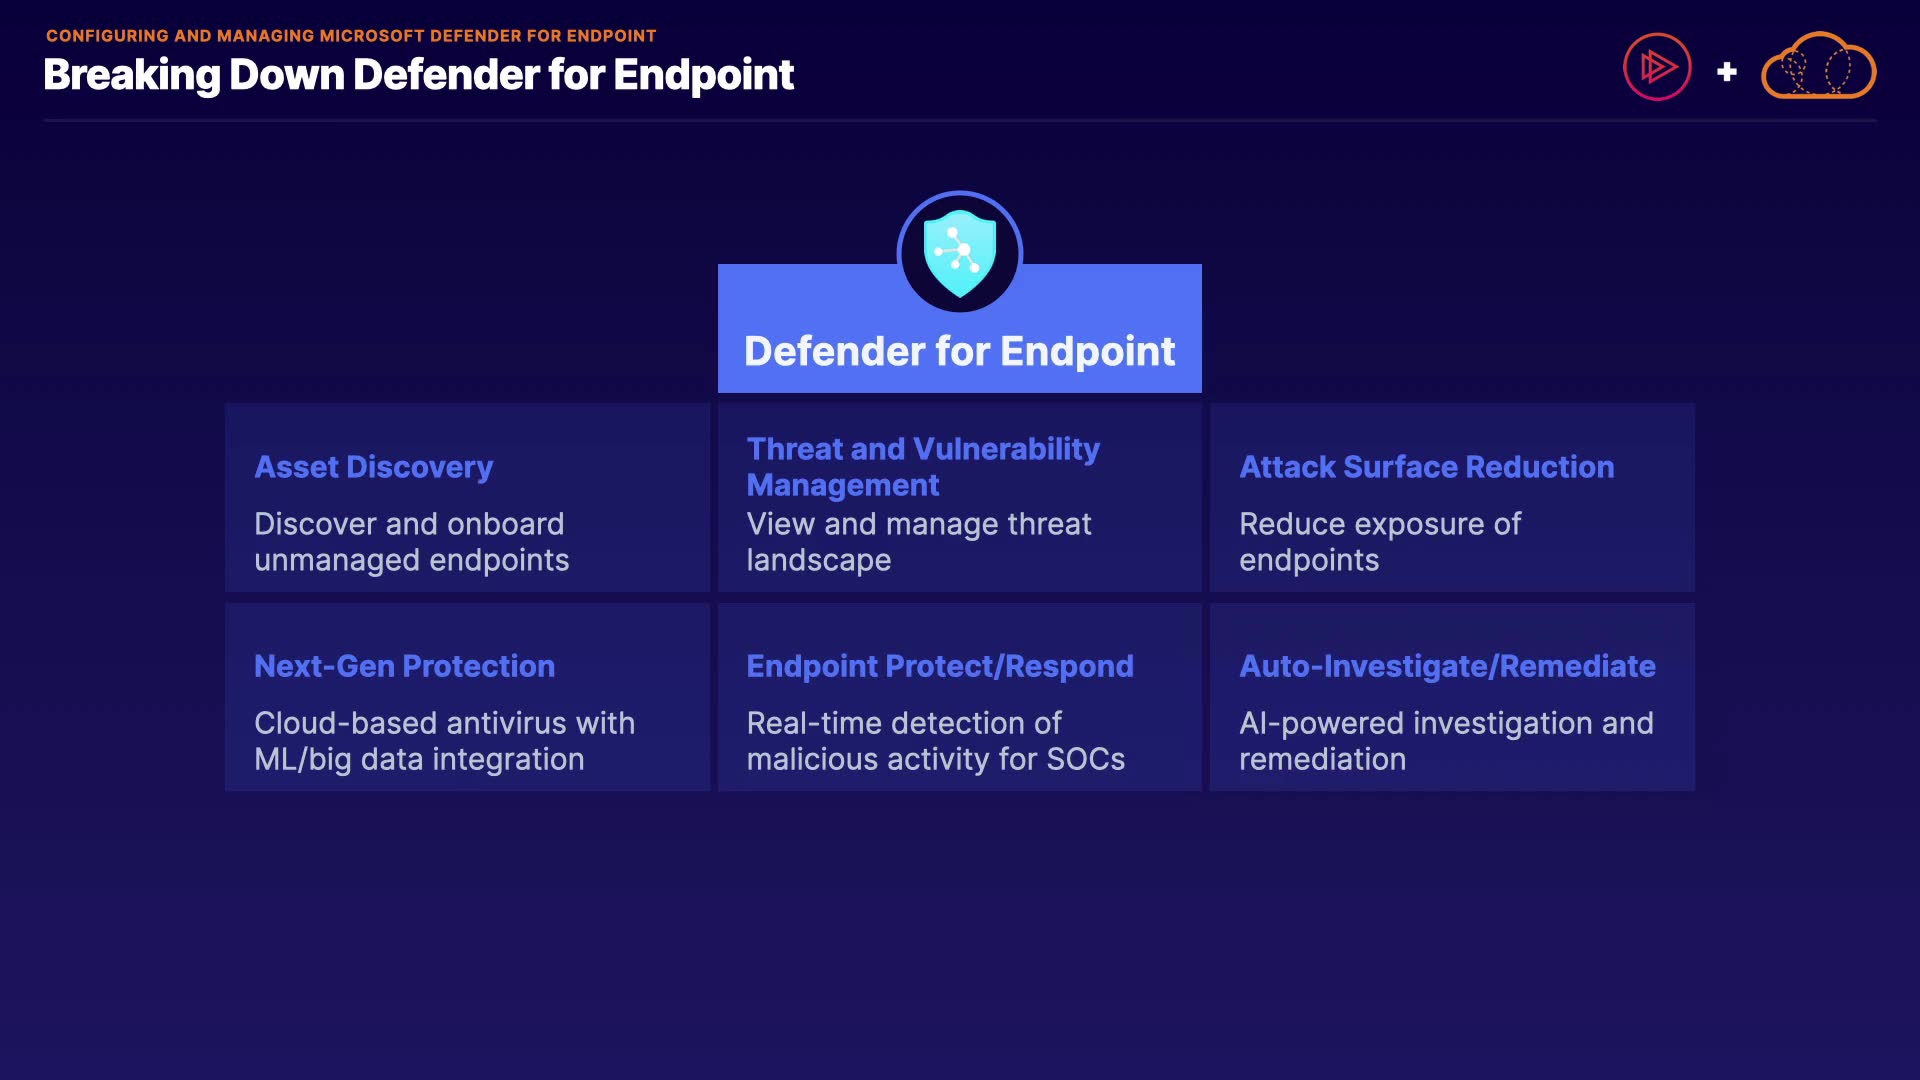 CONFIGURING AND MANAGING MICROSOFT DEFENDER FOR ENDPOINT
Breaking Down Defender for Endpoint
+
Defender for Endpoint
Asset Discovery
Discover and onboard
unmanaged endpoints
Threat and Vulnerability
Management
View and manage threat
landscape
Attack Surface Reduction
Reduce exposure of
endpoints
Next-Gen Protection
Cloud-based antivirus with
ML/big data integration
Endpoint Protect/Respond
Real-time detection of
malicious activity for SOCs
Auto-Investigate/Remediate
AI-powered investigation and
remediation